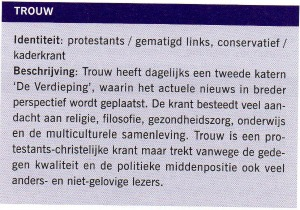 TROUW
Identiteit: protestants / gematigd links, conservatief /
kaderkrant
Beschrijving: Trouw heeft dagelijks een tweede katern
'De Verdieping', waarin het actuele nieuws in breder
perspectief wordt geplaatst. De krant besteedt veel aan-
dacht aan religie, filosofie, gezondheidszorg, onderwijs
en de multiculturele samenleving. Trouw is een pro-
testants-christelijke krant maar trekt vanwege de gede-
gen kwaliteit en de politieke middenpositie ook veel
anders- en niet-gelovige lezers.